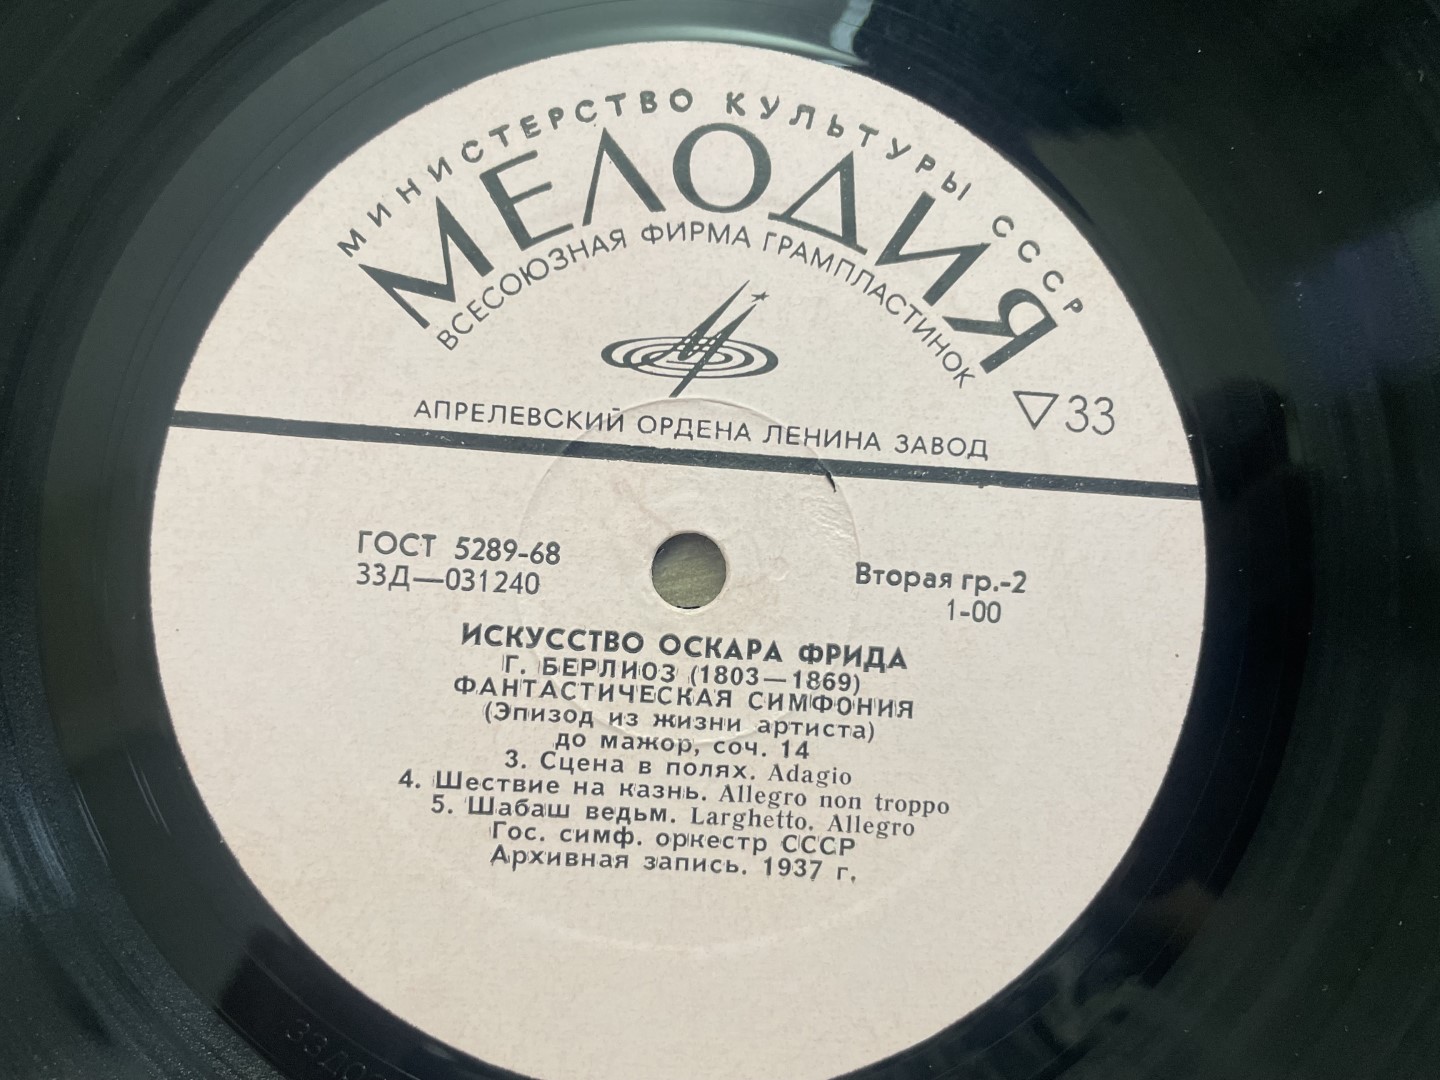 МИНИСТЕРСТВО КУЛЬТУРЫ СССР
МЕЛОДИЯ
ВСЕСОЮЗНАЯ ФИРМА ГРАМПЛАСТИНОК
▽33
АПРЕЛЕВСКИЙ ОРДЕНА ЛЕНИНА ЗАВОД
ГОСТ 5289-68
33Д—031240
Вторая гр.-2
1-00
ИСКУССТВО ОСКАРА ФРИДА
Г. БЕРЛИОЗ (1803—1869)
ФАНТАСТИЧЕСКАЯ СИМФОНИЯ
(Эпизод из жизни артиста)
до мажор, соч. 14
3. Сцена в полях. Adagio
4. Шествие на казнь. Allegro non troppo
5. Шабаш ведьм. Larghetto. Allegro
Гос. симф. оркестр СССР
Архивная запись. 1937 г.